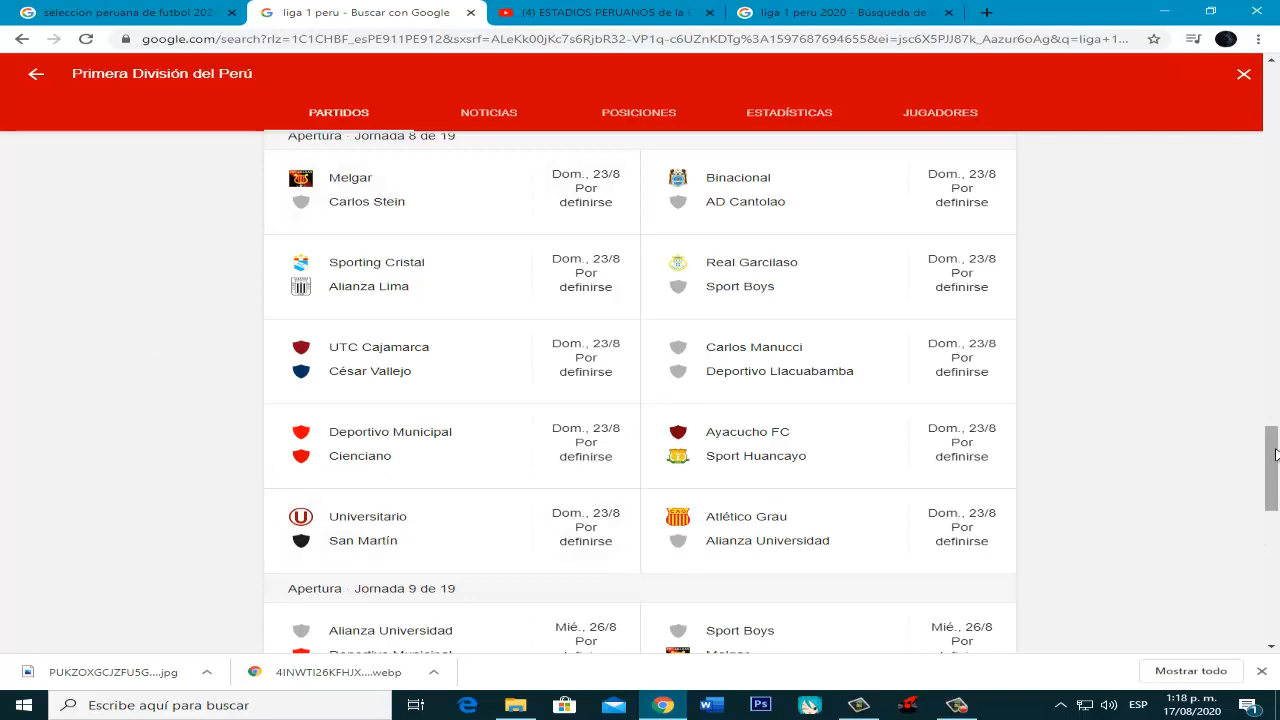 seleccion peruana de futbol 202
liga 1 peru - Buscar con Google
(4) ESTADIOS PERUANOS de la
liga 1 peru 2020 - Búsqueda de
google.com/search?rlz=1C1CHBF_esPE911PE912&sxsrf=ALeKk00jKc7s6RjbR32-VP1q-c6UZnKDTg%3A1597687694655&ei=jsc6X5PJJ87k_Aazur6oAg&q=liga+1...
Primera División del Perú
PARTIDOS
NOTICIAS
POSICIONES
ESTADÍSTICAS
JUGADORES
Apertura · Jornada 8 de 19
Melgar
Carlos Stein
Dom., 23/8
Por
definirse
Binacional
AD Cantolao
Dom., 23/8
Por
definirse
Sporting Cristal
Alianza Lima
Dom., 23/8
Por
definirse
Real Garcilaso
Sport Boys
Dom., 23/8
Por
definirse
UTC Cajamarca
César Vallejo
Dom., 23/8
Por
definirse
Carlos Manucci
Deportivo Llacuabamba
Dom., 23/8
Por
definirse
Deportivo Municipal
Cienciano
Dom., 23/8
Por
definirse
Ayacucho FC
Sport Huancayo
Dom., 23/8
Por
definirse
Universitario
San Martín
Dom., 23/8
Por
definirse
Atlético Grau
Alianza Universidad
Dom., 23/8
Por
definirse
Apertura · Jornada 9 de 19
Alianza Universidad
Deportivo Municipal
Mié., 26/8
Por
Sport Boys
Melgar
Mié., 26/8
Por
PUKZOXGCJZFU5G....jpg
4INWTI26KFHJX....webp
Mostrar todo
Escribe aquí para buscar
ESP
1:18 p. m.
17/08/2020